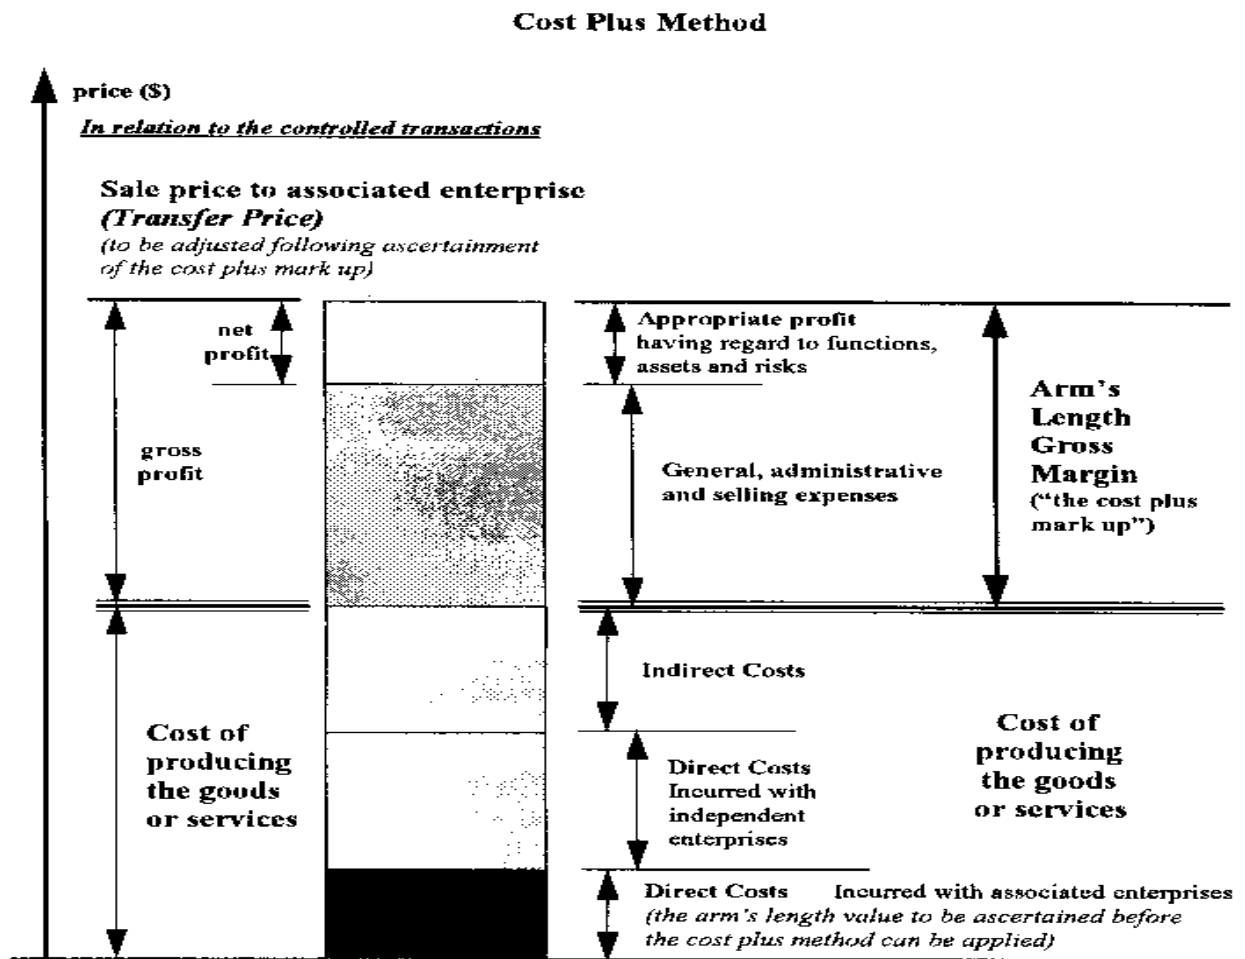 Cost Plus Method
price ($)
In relation to the controlled transactions
Sale price to associated enterprise
(Transfer Price)
(to be adjusted following ascertainment
of the cost plus mark up)
net
profit
gross
profit
Appropriate profit
having regard to functions,
assets and risks
General, administrative
and selling expenses
Arm's
Length
Gross
Margin
(“the cost plus
mark up”)
Cost of
producing
the goods
or services
Indirect Costs
Direct Costs
Incurred with
independent
enterprises
Cost of
producing
the goods
or services
Direct Costs Incurred with associated enterprises
(the arm's length value to be ascertained before
the cost plus method can be applied)